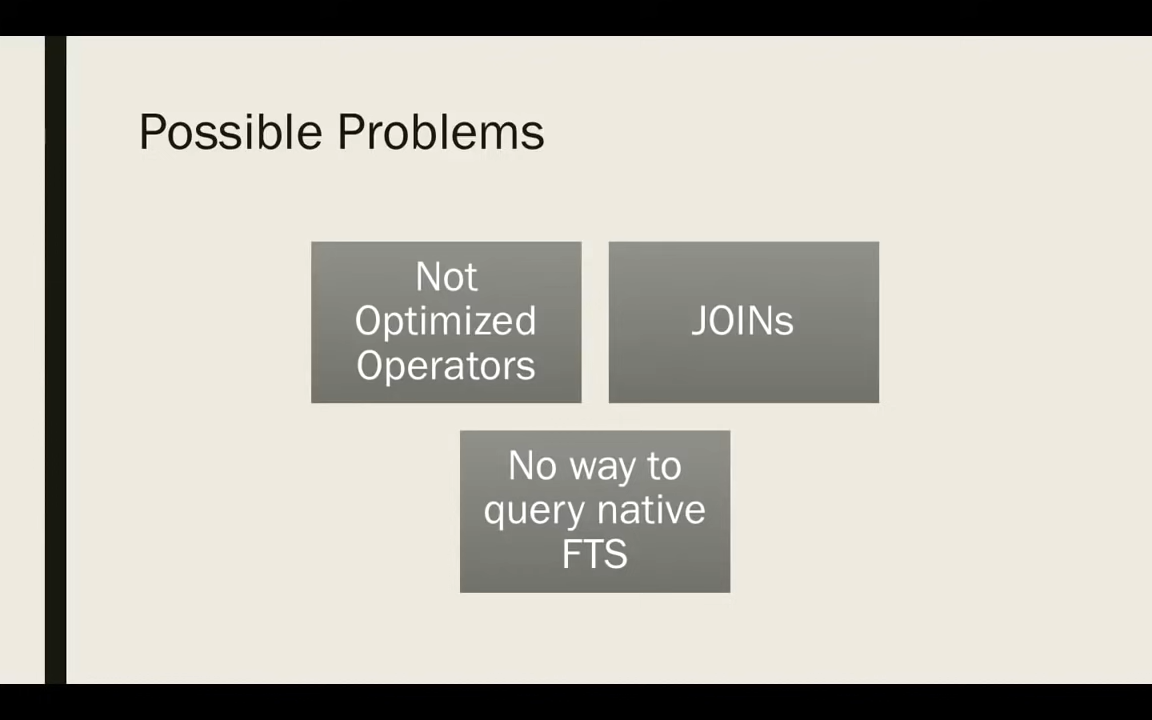 Possible Problems
Not
Optimized
Operators
JOINs
No way to
query native
FTS